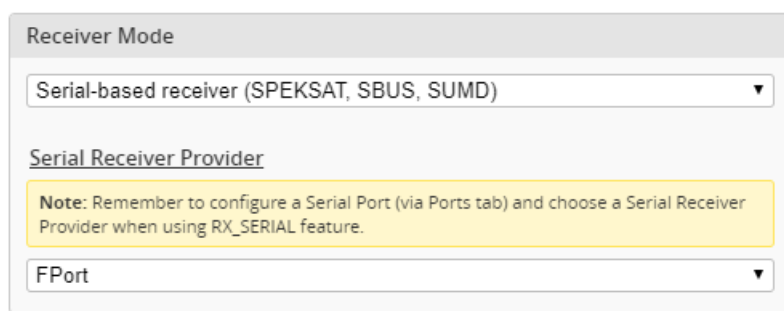 Receiver Mode
Serial-based receiver (SPEKSAT, SBUS, SUMD)
Serial Receiver Provider
Note: Remember to configure a Serial Port (via Ports tab) and choose a Serial Receiver
Provider when using RX_SERIAL feature.
FPort